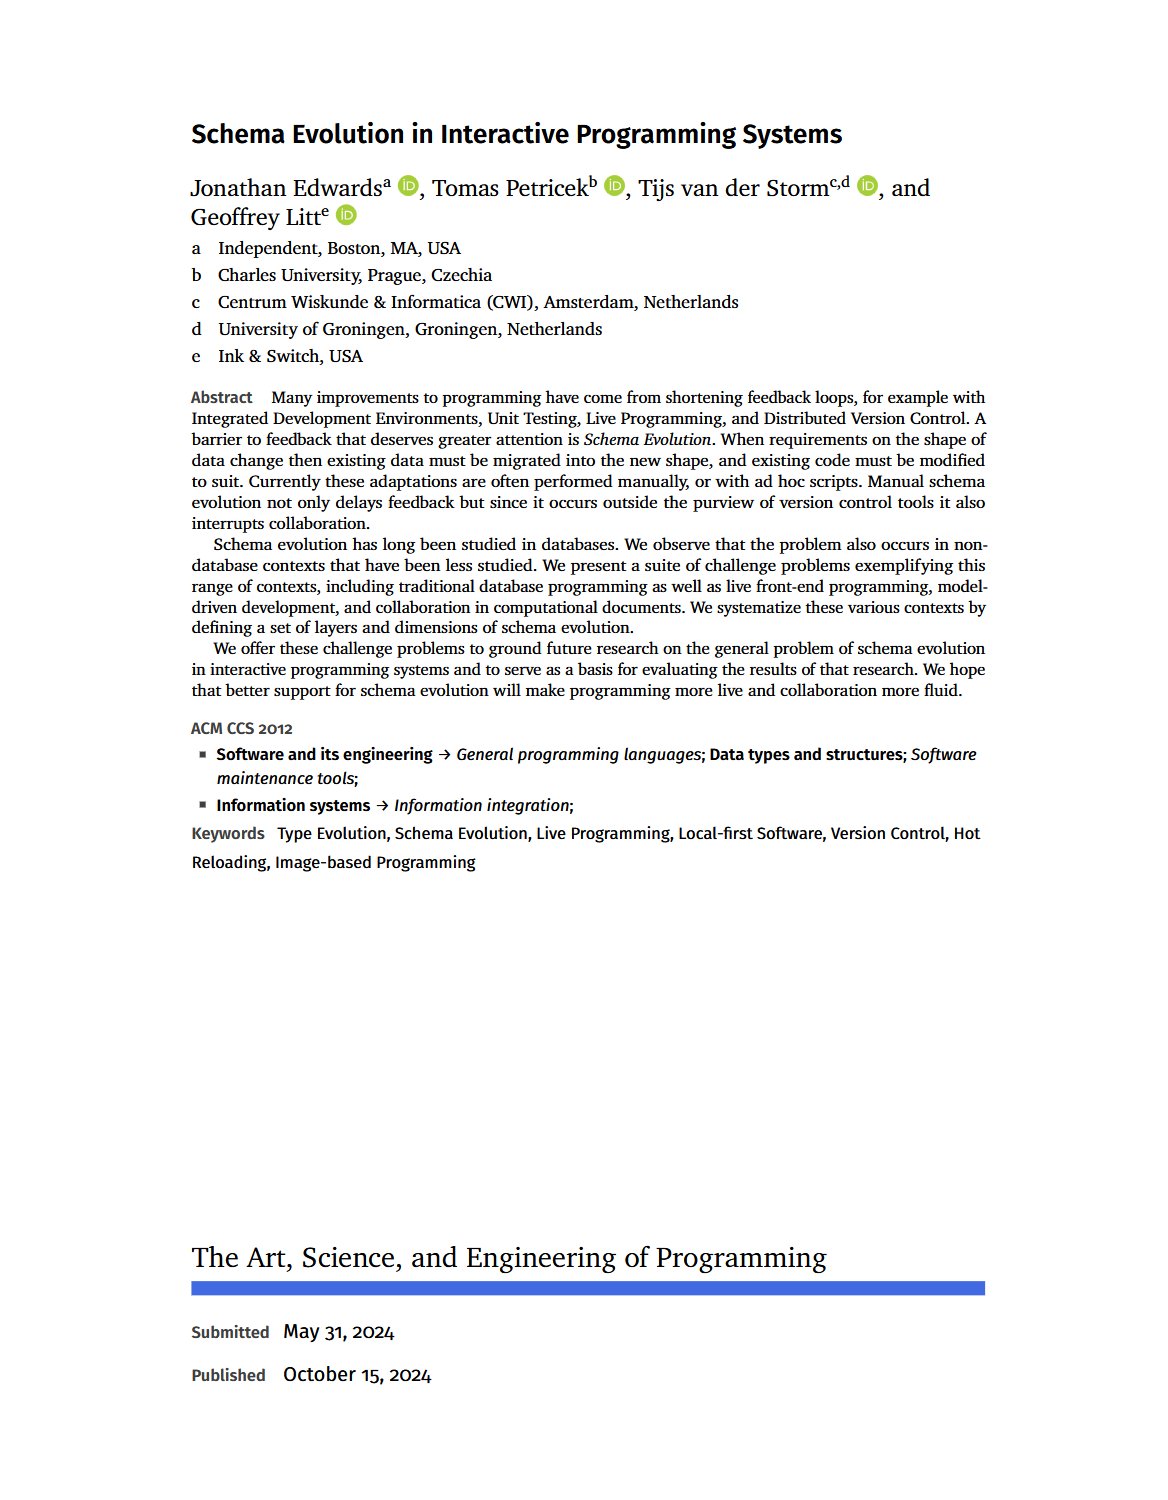 Schema Evolution in Interactive Programming Systems
Jonathan Edwardsa iD, Tomas Petricekb iD, Tijs van der Stormc,d iD, and
Geoffrey Litte iD
a Independent, Boston, MA, USA
b Charles University, Prague, Czechia
c Centrum Wiskunde & Informatica (CWI), Amsterdam, Netherlands
d University of Groningen, Groningen, Netherlands
e Ink & Switch, USA
Abstract Many improvements to programming have come from shortening feedback loops, for example with
Integrated Development Environments, Unit Testing, Live Programming, and Distributed Version Control. A
barrier to feedback that deserves greater attention is Schema Evolution. When requirements on the shape of
data change then existing data must be migrated into the new shape, and existing code must be modified
to suit. Currently these adaptations are often performed manually, or with ad hoc scripts. Manual schema
evolution not only delays feedback but since it occurs outside the purview of version control tools it also
interrupts collaboration.
Schema evolution has long been studied in databases. We observe that the problem also occurs in non-
database contexts that have been less studied. We present a suite of challenge problems exemplifying this
range of contexts, including traditional database programming as well as live front-end programming, model-
driven development, and collaboration in computational documents. We systematize these various contexts by
defining a set of layers and dimensions of schema evolution.
We offer these challenge problems to ground future research on the general problem of schema evolution
in interactive programming systems and to serve as a basis for evaluating the results of that research. We hope
that better support for schema evolution will make programming more live and collaboration more fluid.
ACM CCS 2012
▪ Software and its engineering → General programming languages; Data types and structures; Software
maintenance tools;
▪ Information systems → Information integration;
Keywords Type Evolution, Schema Evolution, Live Programming, Local-first Software, Version Control, Hot
Reloading, Image-based Programming
The Art, Science, and Engineering of Programming
Submitted May 31, 2024
Published October 15, 2024